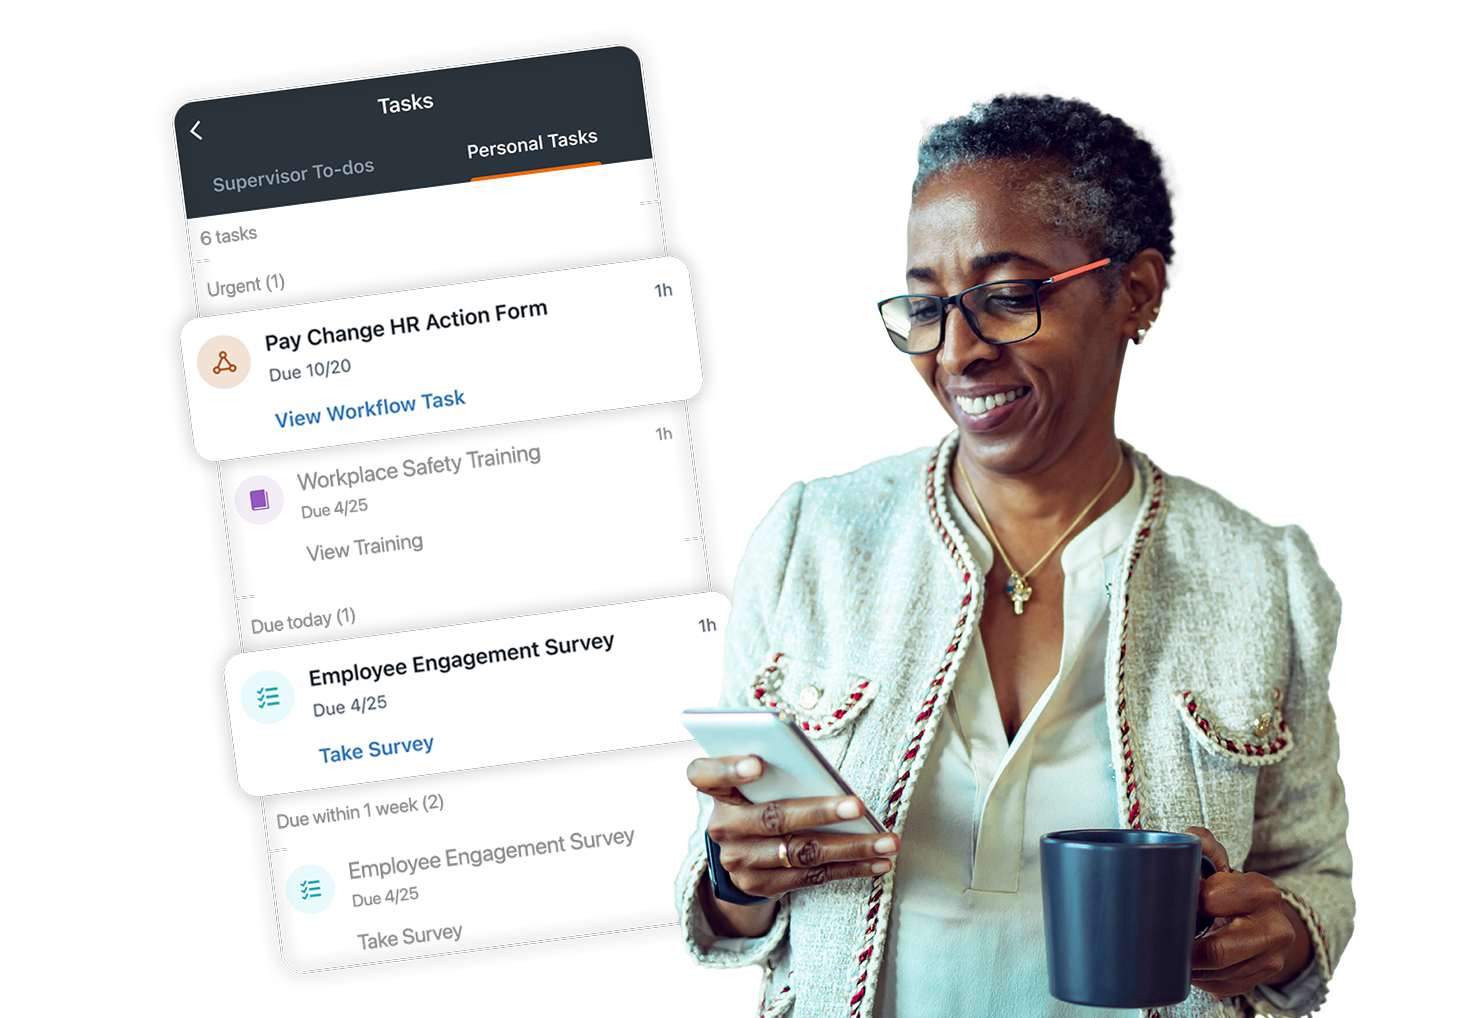 Tasks
Supervisor To-dos
Personal Tasks
6 tasks
Urgent (1)
Pay Change HR Action Form
1h
Due 10/20
View Workflow Task
Workplace Safety Training
1h
Due 4/25
View Training
Due today (1)
Employee Engagement Survey
1h
Due 4/25
Take Survey
Due within 1 week (2)
Employee Engagement Survey
Due 4/25
Take Survey